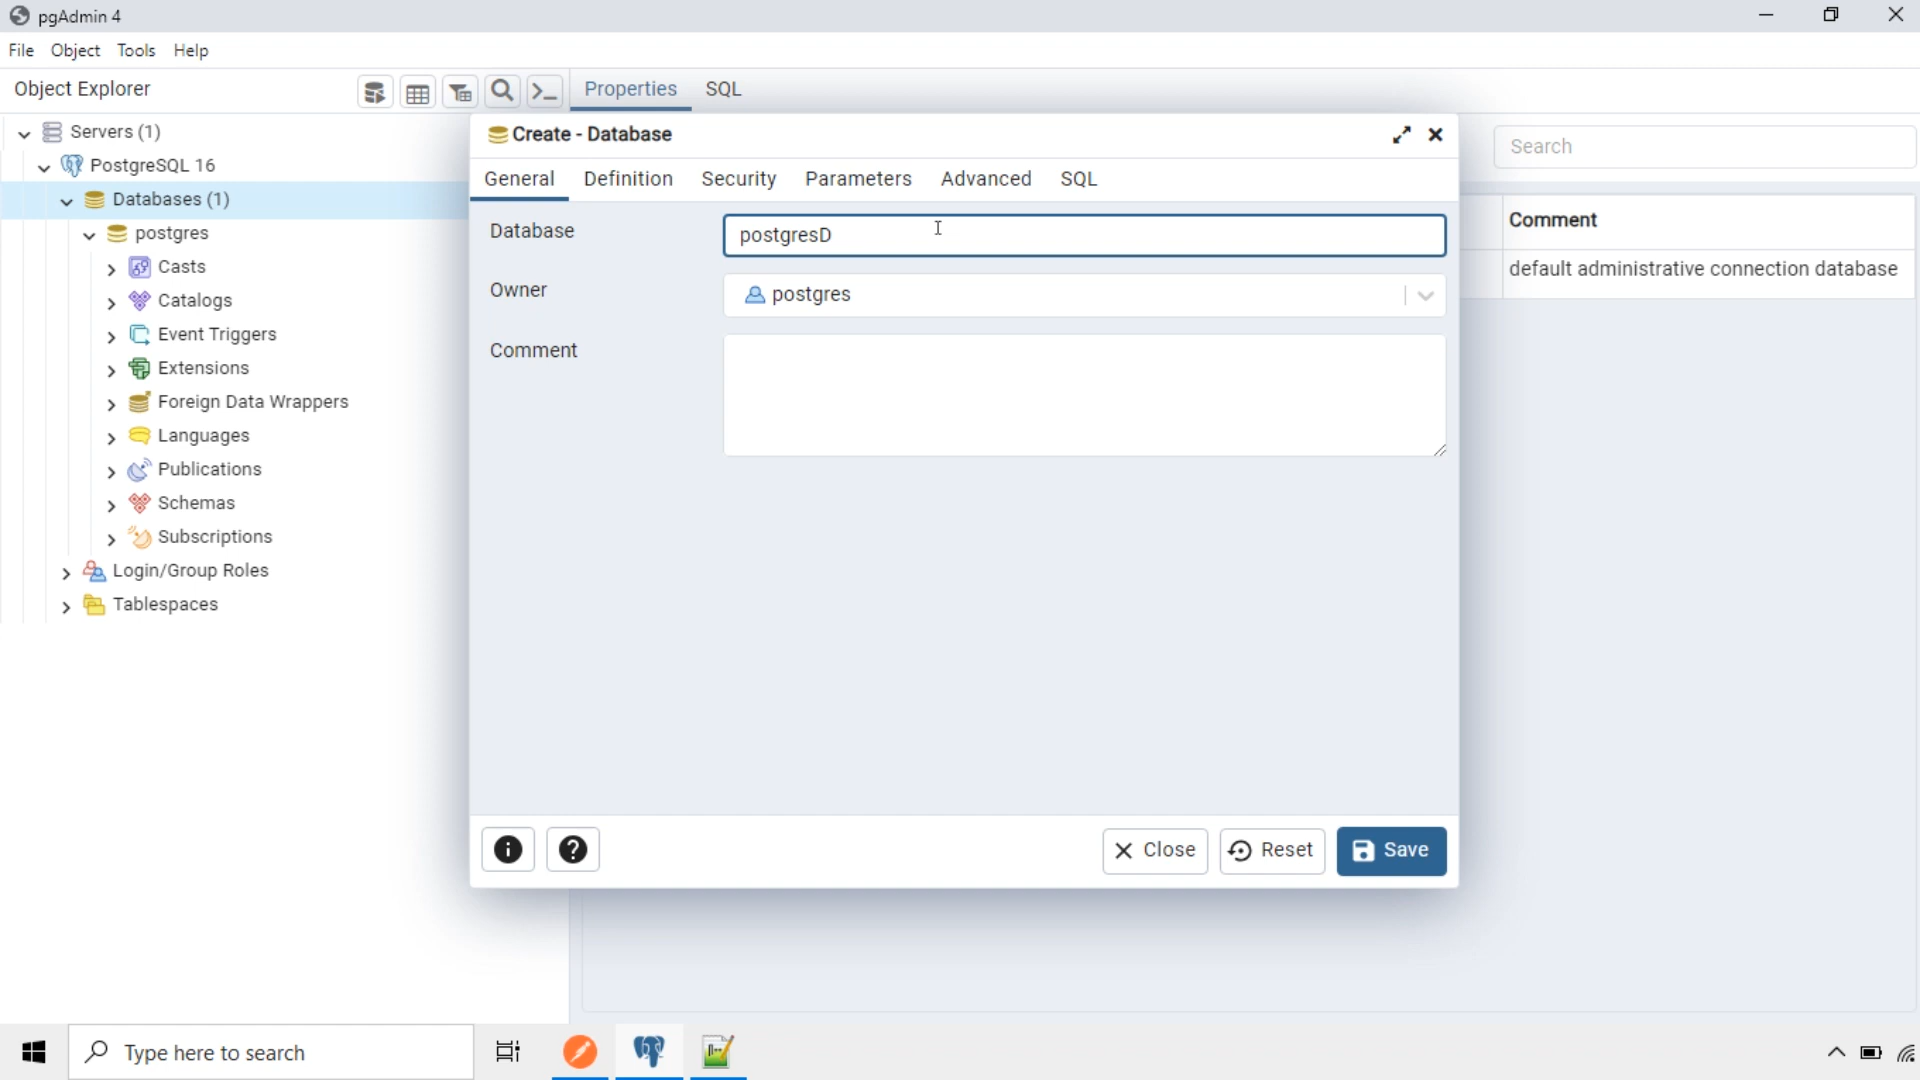 pgAdmin 4
File Object Tools Help
Object Explorer
Properties SQL
Servers (1)
PostgreSQL 16
Databases (1)
postgres
Casts
Catalogs
Event Triggers
Extensions
Foreign Data Wrappers
Languages
Publications
Schemas
Subscriptions
Login/Group Roles
Tablespaces
Create - Database
General Definition Security Parameters Advanced SQL
Database postgresD
Owner postgres
Comment
Close Reset Save
Search
Comment
default administrative connection database
Type here to search